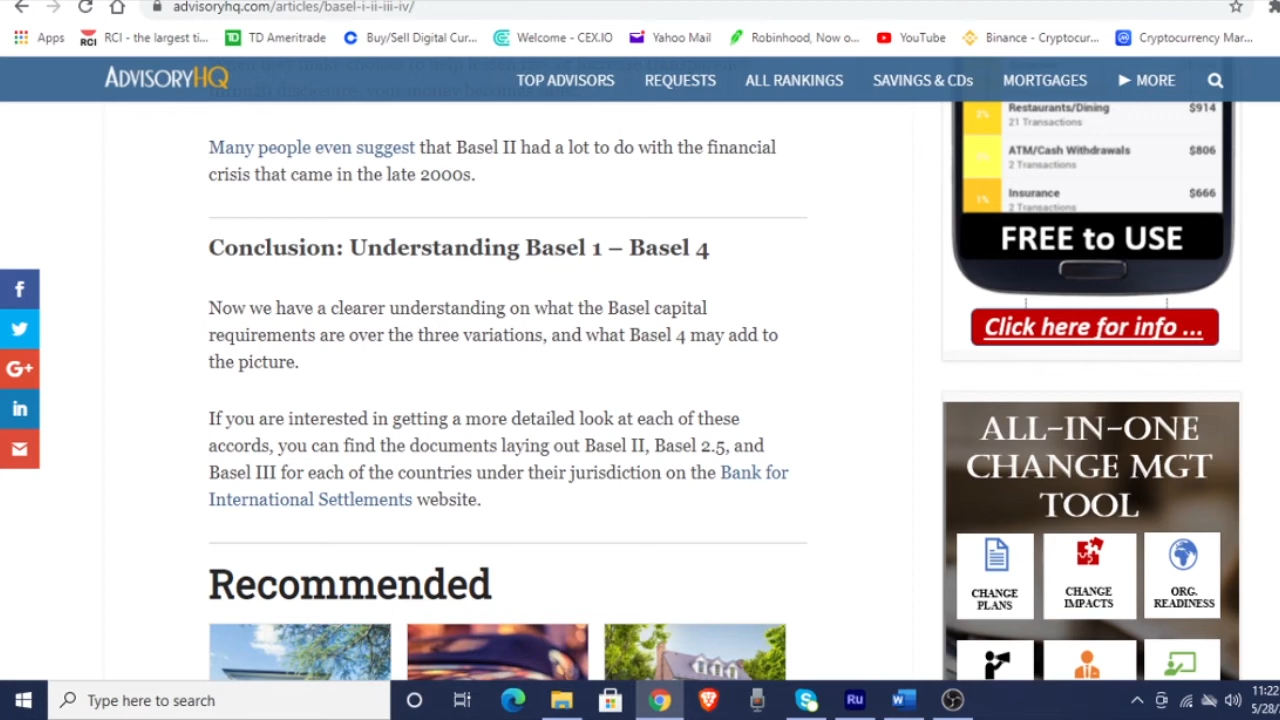 advisoryhq.com/articles/basel-i-ii-iii-iv/
Apps RCI - the largest ti... TD Ameritrade Buy/Sell Digital Cur... Welcome - CEX.IO Yahoo Mail Robinhood, Now o... YouTube Binance - Cryptocur... Cryptocurrency Mar...
ADVISORYHQ TOP ADVISORS REQUESTS ALL RANKINGS SAVINGS & CDs MORTGAGES ▶ MORE
Many people even suggest that Basel II had a lot to do with the financial
crisis that came in the late 2000s.
Conclusion: Understanding Basel 1 – Basel 4
Now we have a clearer understanding on what the Basel capital
requirements are over the three variations, and what Basel 4 may add to
the picture.
If you are interested in getting a more detailed look at each of these
accords, you can find the documents laying out Basel II, Basel 2.5, and
Basel III for each of the countries under their jurisdiction on the Bank for
International Settlements website.
Recommended
Restaurants/Dining $914
21 Transactions
ATM/Cash Withdrawals $806
2 Transactions
Insurance $666
2 Transactions
FREE to USE
Click here for info ...
ALL-IN-ONE
CHANGE MGT
TOOL
CHANGE
PLANS
CHANGE
IMPACTS
ORG.
READINESS
Type here to search
11:22
5/28/